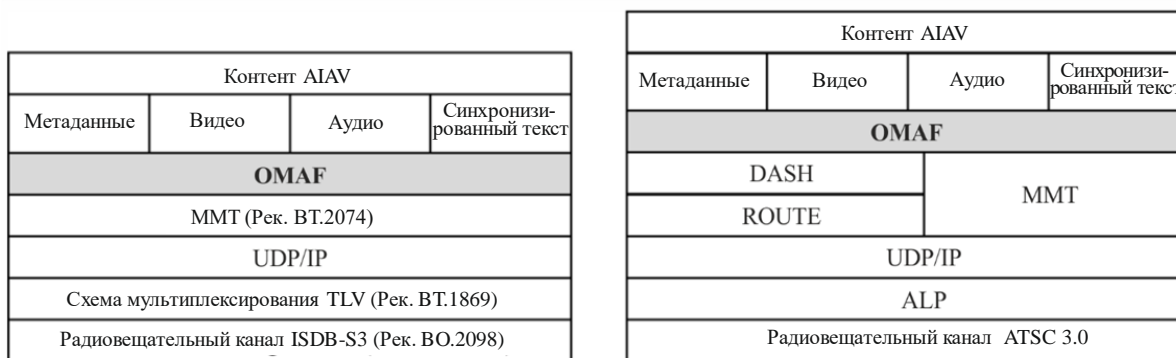 Контент AIAV
Метаданные
Видео
Аудио
Синхронизи-
рованный текст
OMAF
MMT (Рек. BT.2074)
UDP/IP
Схема мультиплексирования TLV (Рек. BT.1869)
Радиовещательный канал ISDB-S3 (Рек. BO.2098)
Контент AIAV
Метаданные
Видео
Аудио
Синхронизи-
рованный текст
OMAF
DASH
ROUTE
MMT
UDP/IP
ALP
Радиовещательный канал ATSC 3.0